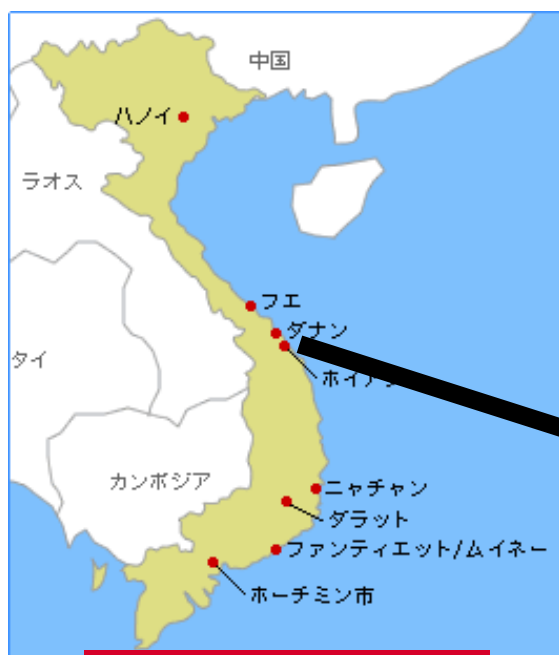 中国
ハノイ
ラオス
フエ
ダナン
タイ
カンボジア
ニャチャン
ダラット
ファンティエット/ムイネー
ホーチミン市